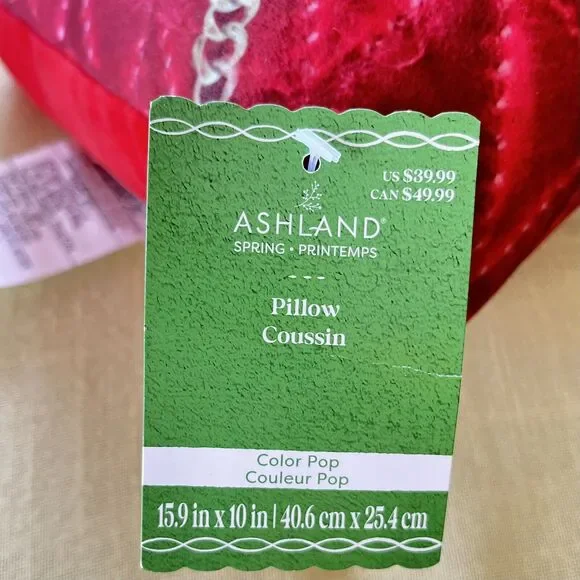 US $39.99
CAN $49.99
ASHLAND®
SPRING • PRINTEMPS
Pillow
Coussin
Color Pop
Couleur Pop
15.9 in x 10 in | 40.6 cm x 25.4 cm